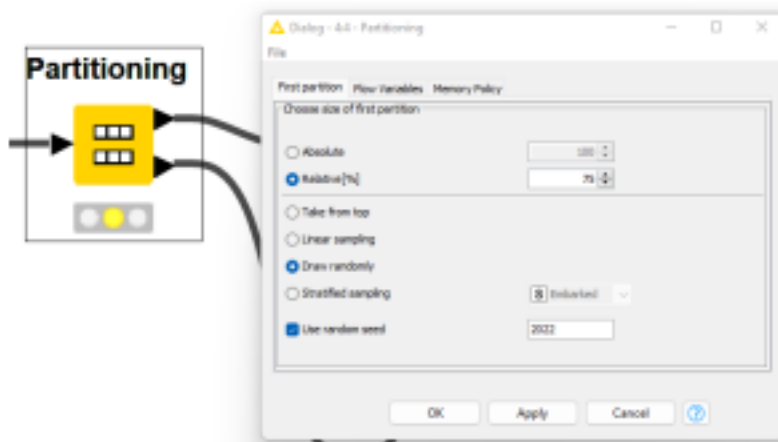 Partitioning
Dialog - 4:4 - Partitioning
File
First partition Flow Variables Memory Policy
Choose size of first partition
Absolute 100
Relative[%] 75
Take from top
Linear sampling
Draw randomly
Stratified sampling S Embarked
Use random seed 2022
OK Apply Cancel ?